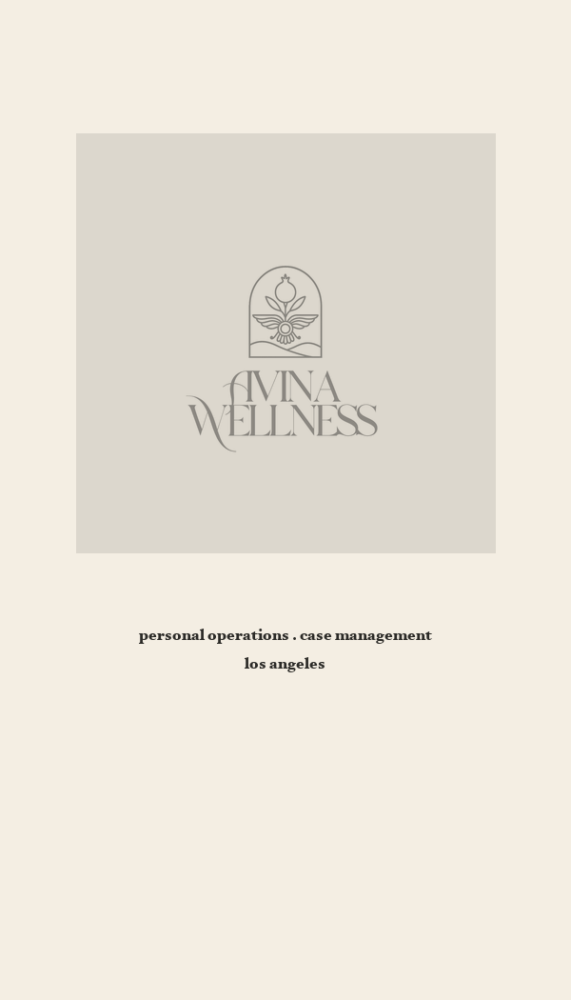 AVINA
WELLNESS
personal operations . case management
los angeles